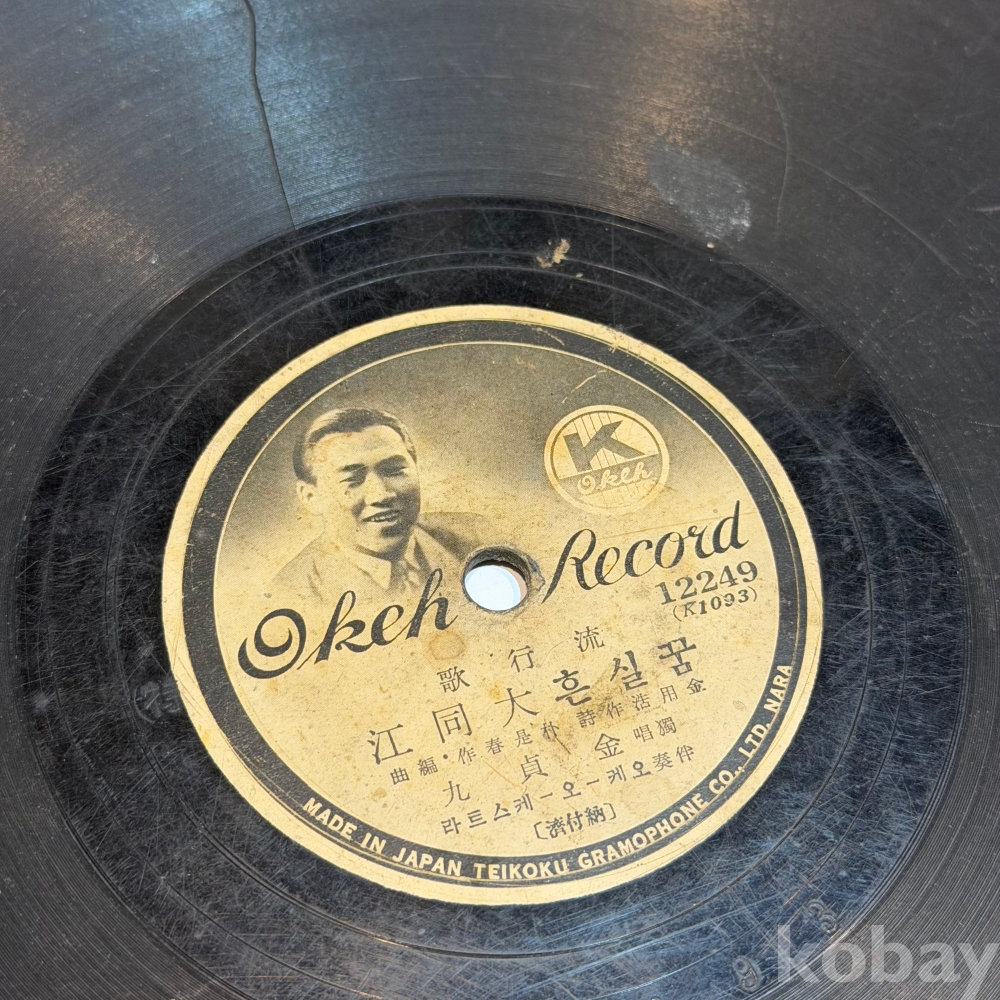 K
Okeh
Okeh Record
12249
(K1093)
流行歌
꿈실흔大同江
金用浩作詩 朴是春作・編曲
獨唱 金貞九
伴奏 오케ー오ー케스트라
〔納付濟〕
MADE IN JAPAN TEIKOKU GRAMOPHONE CO., LTD. NARA
kobay